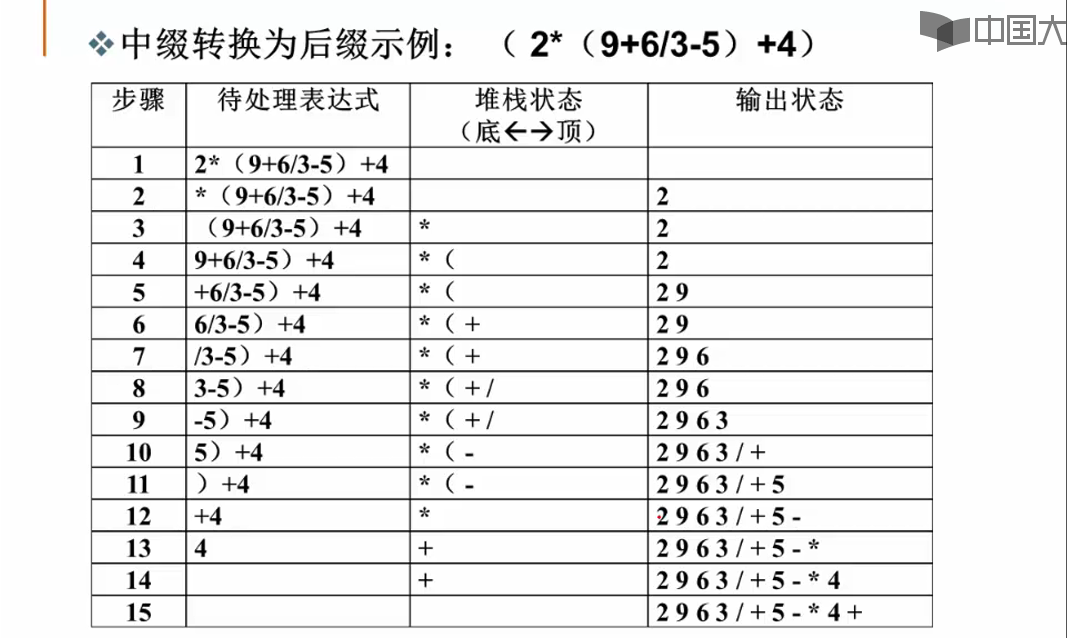 中国大
中缀转换为后缀示例：（ 2*（9+6/3-5）+4）
步骤 待处理表达式 堆栈状态 输出状态
（底←→顶）
1 2*（9+6/3-5）+4
2 *（9+6/3-5）+4 2
3 （9+6/3-5）+4 * 2
4 9+6/3-5）+4 *（ 2
5 +6/3-5）+4 *（ 2 9
6 6/3-5）+4 *（ + 2 9
7 /3-5）+4 *（ + 2 9 6
8 3-5）+4 *（ + / 2 9 6
9 -5）+4 *（ + / 2 9 6 3
10 5）+4 *（ - 2 9 6 3 / +
11 ）+4 *（ - 2 9 6 3 / + 5
12 +4 * 2 9 6 3 / + 5 -
13 4 + 2 9 6 3 / + 5 - *
14 + 2 9 6 3 / + 5 - * 4
15 2 9 6 3 / + 5 - * 4 +